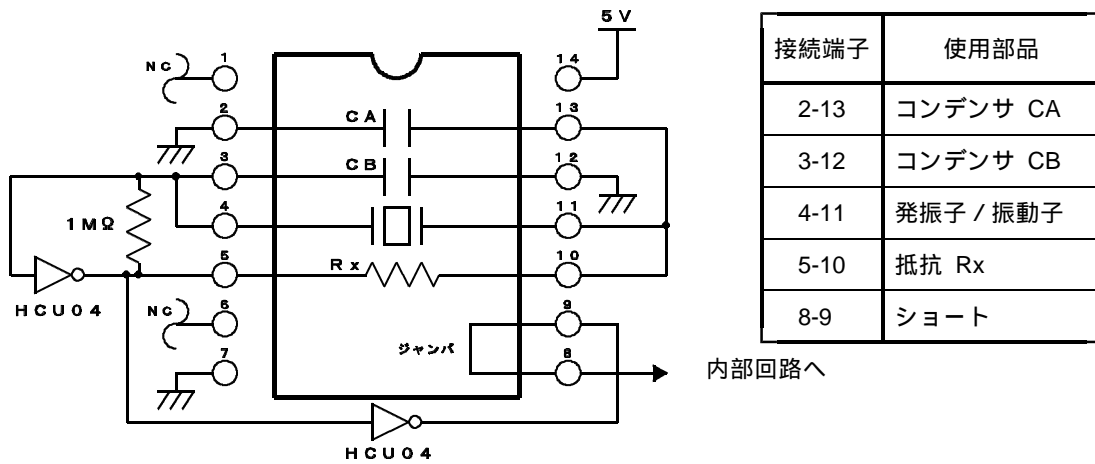 5V
NC
1
14
2
CA
13
3
CB
12
1MΩ
4
11
5
Rx
10
HCU04
NC
6
9
ジャンパ
7
8
内部回路へ
HCU04
接続端子 使用部品
2-13 コンデンサ CA
3-12 コンデンサ CB
4-11 発振子/振動子
5-10 抵抗 Rx
8-9 ショート